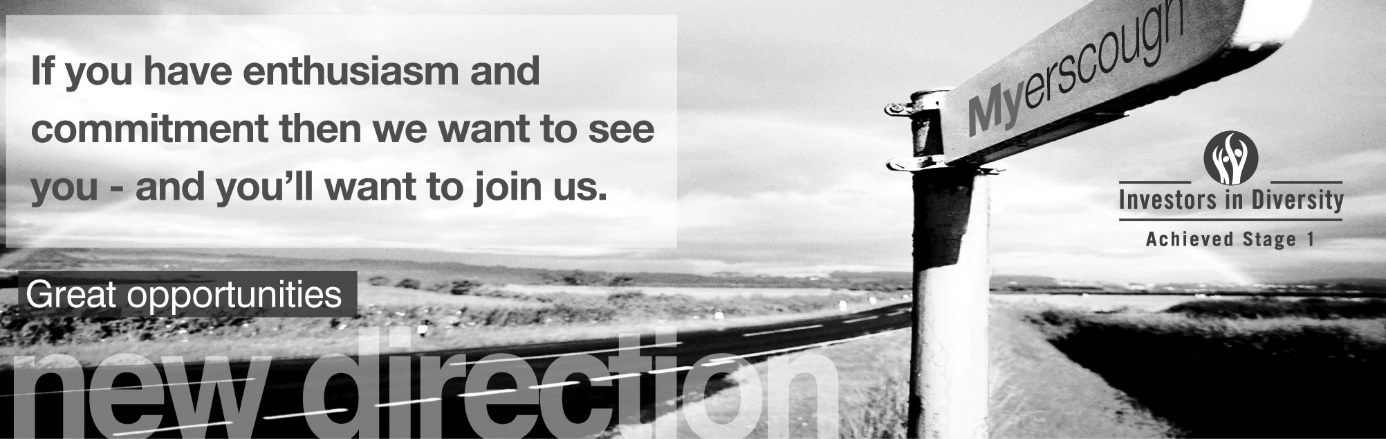 If you have enthusiasm and
commitment then we want to see
you - and you’ll want to join us.
Great opportunities
new direction
Myerscough
Investors in Diversity
Achieved Stage 1